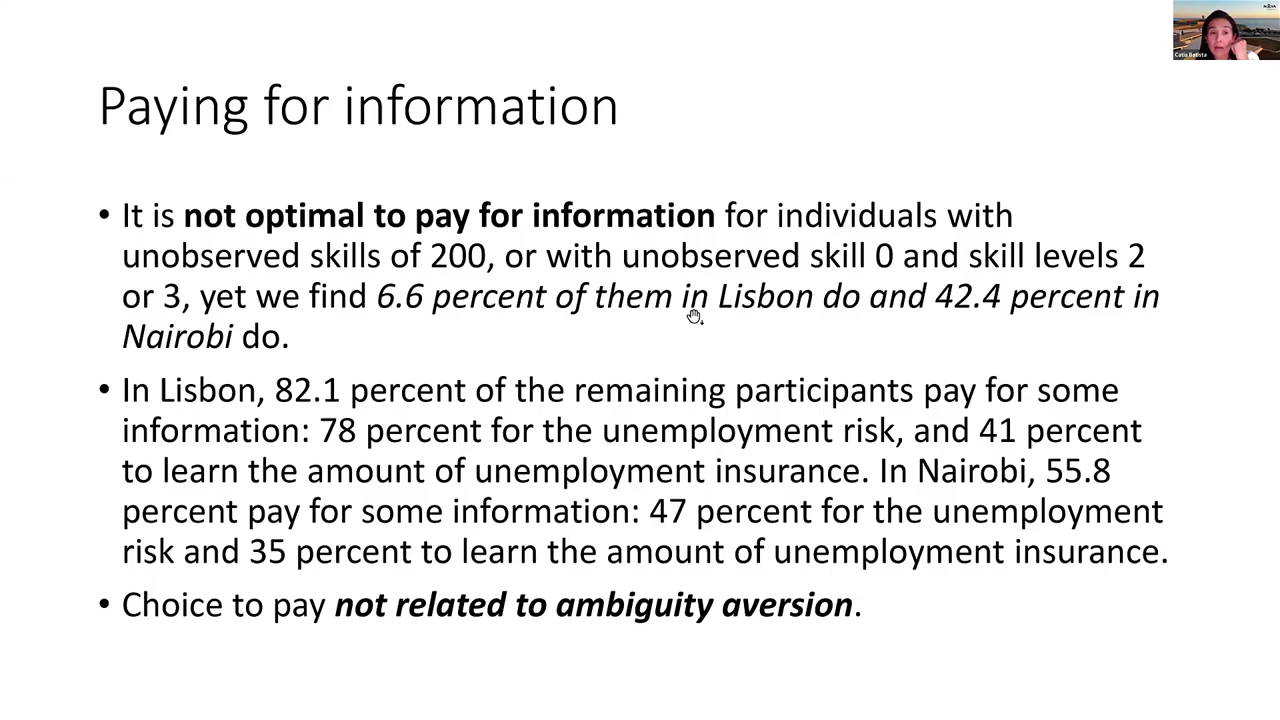 Paying for information
• It is not optimal to pay for information for individuals with
unobserved skills of 200, or with unobserved skill 0 and skill levels 2
or 3, yet we find 6.6 percent of them in Lisbon do and 42.4 percent in
Nairobi do.
• In Lisbon, 82.1 percent of the remaining participants pay for some
information: 78 percent for the unemployment risk, and 41 percent
to learn the amount of unemployment insurance. In Nairobi, 55.8
percent pay for some information: 47 percent for the unemployment
risk and 35 percent to learn the amount of unemployment insurance.
• Choice to pay not related to ambiguity aversion.
Catia Batista